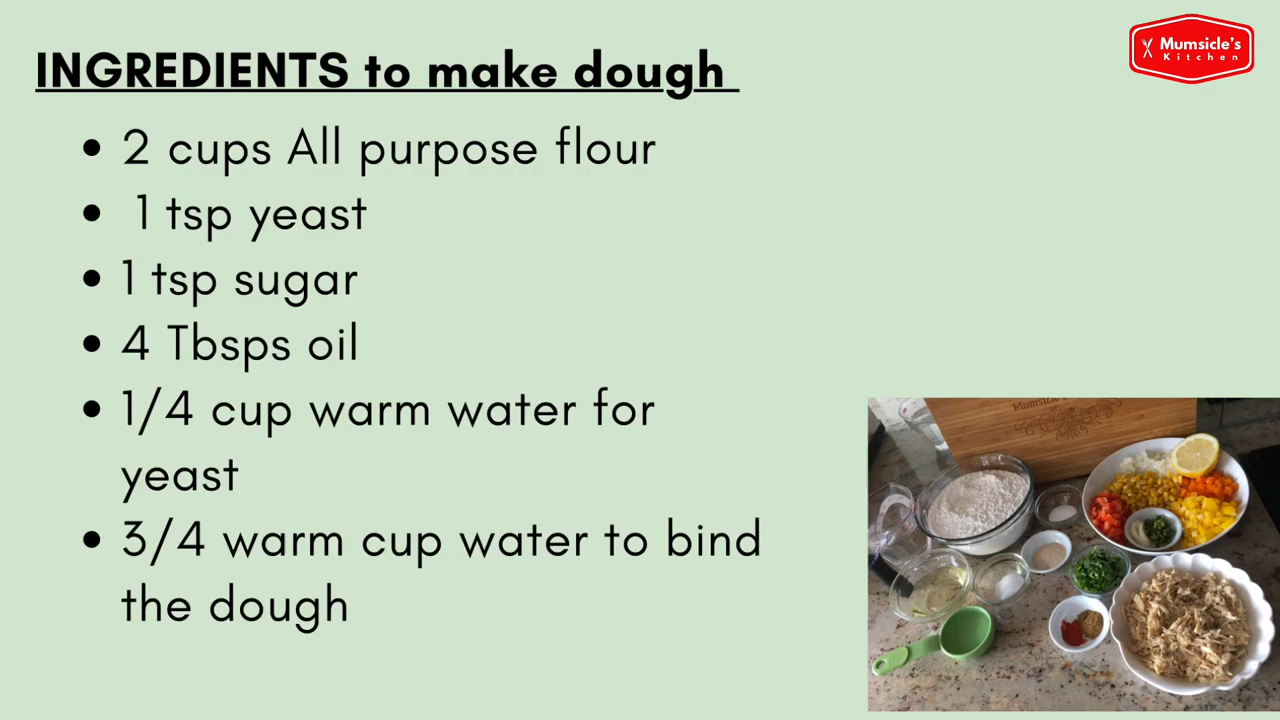 INGREDIENTS to make dough
Mumsicle's
Kitchen
• 2 cups All purpose flour
• 1 tsp yeast
• 1 tsp sugar
• 4 Tbsps oil
• 1/4 cup warm water for
yeast
• 3/4 warm cup water to bind
the dough